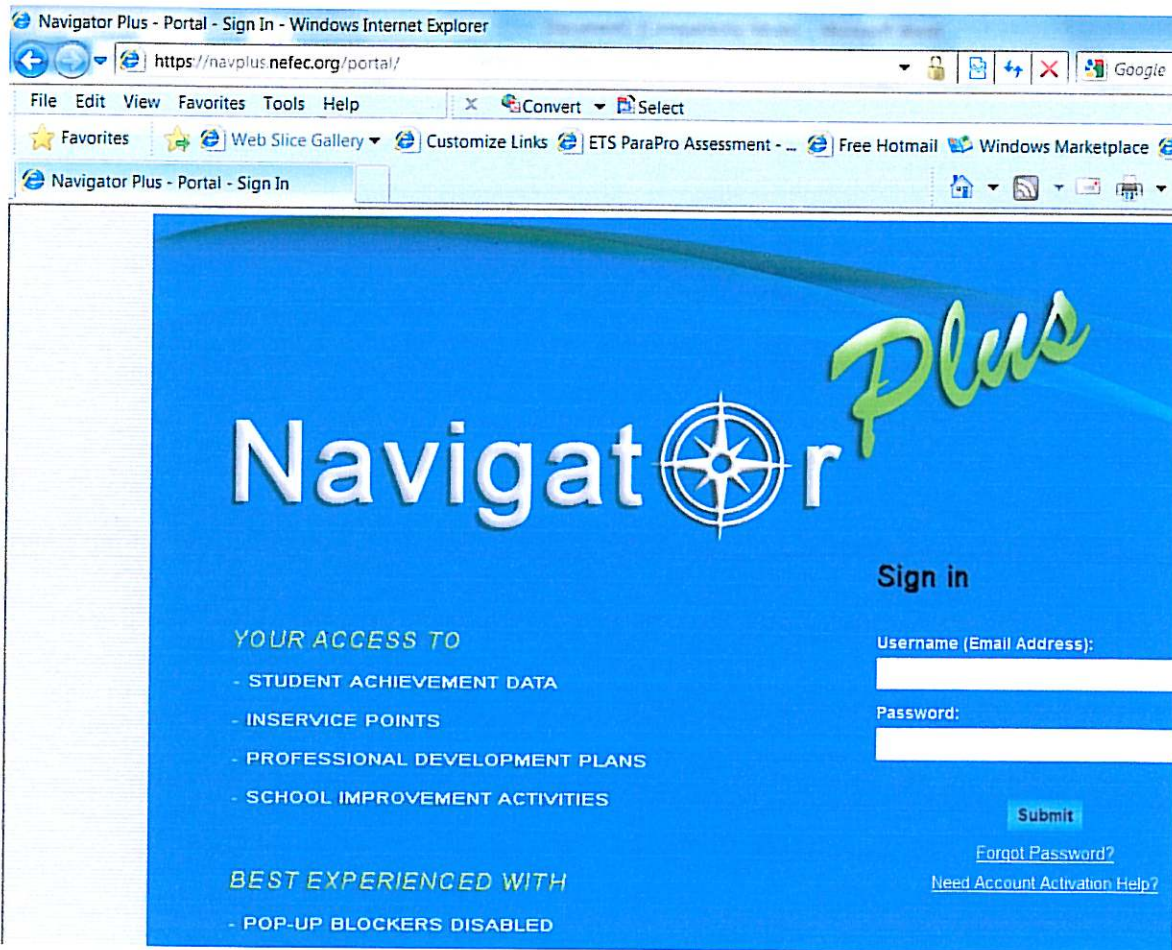 Navigator Plus - Portal - Sign In - Windows Internet Explorer
https://navplus.nefec.org/portal/
Google
File Edit View Favorites Tools Help
x Convert Select
Favorites Web Slice Gallery Customize Links ETS ParaPro Assessment - ... Free Hotmail Windows Marketplace
Navigator Plus - Portal - Sign In
Navigator Plus
Sign in
YOUR ACCESS TO
- STUDENT ACHIEVEMENT DATA
- INSERVICE POINTS
- PROFESSIONAL DEVELOPMENT PLANS
- SCHOOL IMPROVEMENT ACTIVITIES
Username (Email Address):
Password:
Submit
Forgot Password?
Need Account Activation Help?
BEST EXPERIENCED WITH
- POP-UP BLOCKERS DISABLED